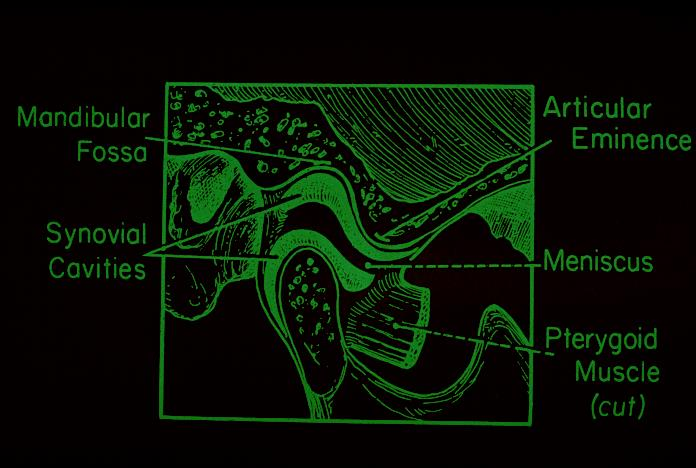 Mandibular
Fossa
Synovial
Cavities
Articular
Eminence
Meniscus
Pterygoid
Muscle
(cut)